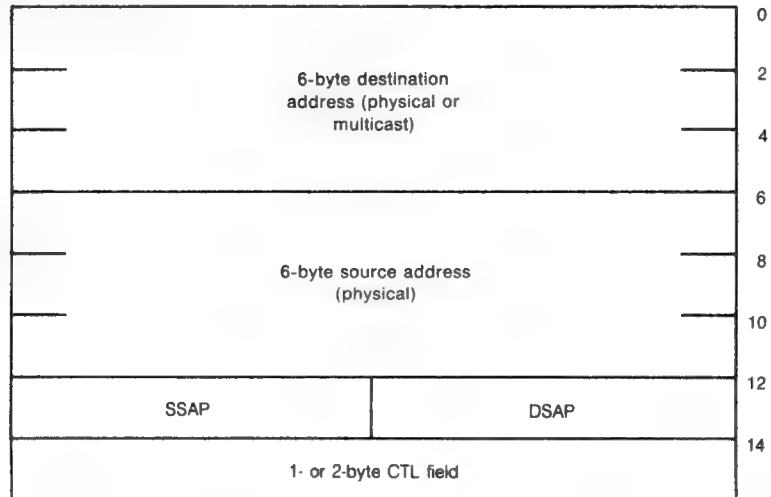 0
2
6-byte destination
address (physical or
multicast)
4
6
8
6-byte source address
(physical)
10
12
SSAP DSAP
14
1- or 2-byte CTL field